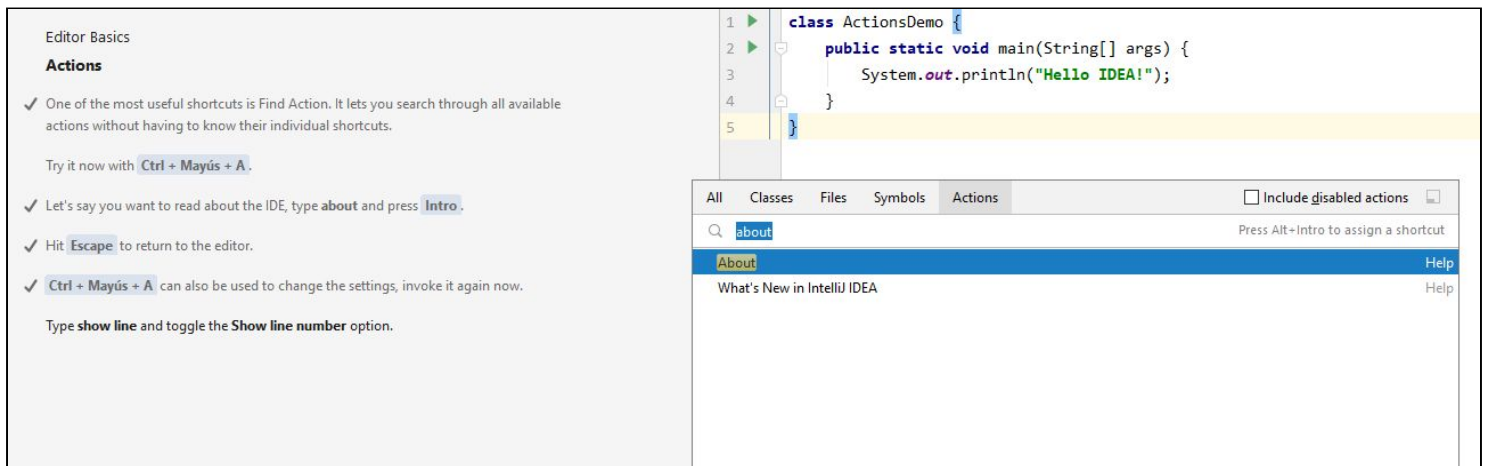 Editor Basics
Actions
One of the most useful shortcuts is Find Action. It lets you search through all available
actions without having to know their individual shortcuts.
Try it now with Ctrl + Mayús + A.
Let's say you want to read about the IDE, type about and press Intro.
Hit Escape to return to the editor.
Ctrl + Mayús + A can also be used to change the settings, invoke it again now.
Type show line and toggle the Show line number option.
1 class ActionsDemo {
2 public static void main(String[] args) {
3 System.out.println("Hello IDEA!");
4 }
5 }
All Classes Files Symbols Actions Include disabled actions
about Press Alt+Intro to assign a shortcut
About Help
What's New in IntelliJ IDEA Help